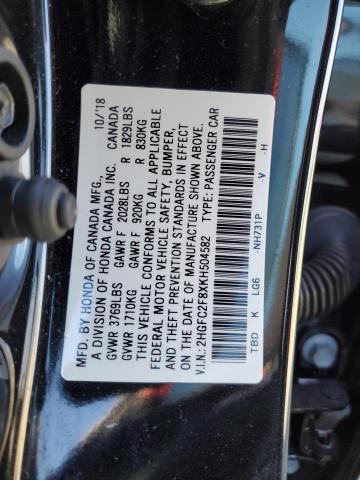 MFD. BY HONDA OF CANADA MFG. 10/18
A DIVISION OF HONDA CANADA INC. CANADA
GVWR 3769LBS GAWR F 2028LBS R 1829LBS
GVWR 1710KG GAWR F 920KG R 830KG
THIS VEHICLE CONFORMS TO ALL APPLICABLE
FEDERAL MOTOR VEHICLE SAFETY, BUMPER,
AND THEFT PREVENTION STANDARDS IN EFFECT
ON THE DATE OF MANUFACTURE SHOWN ABOVE.
V.I.N.: 2HGFC2F8XKH504582 TYPE: PASSENGER CAR
TBD K LG6 -NH731P -V -H